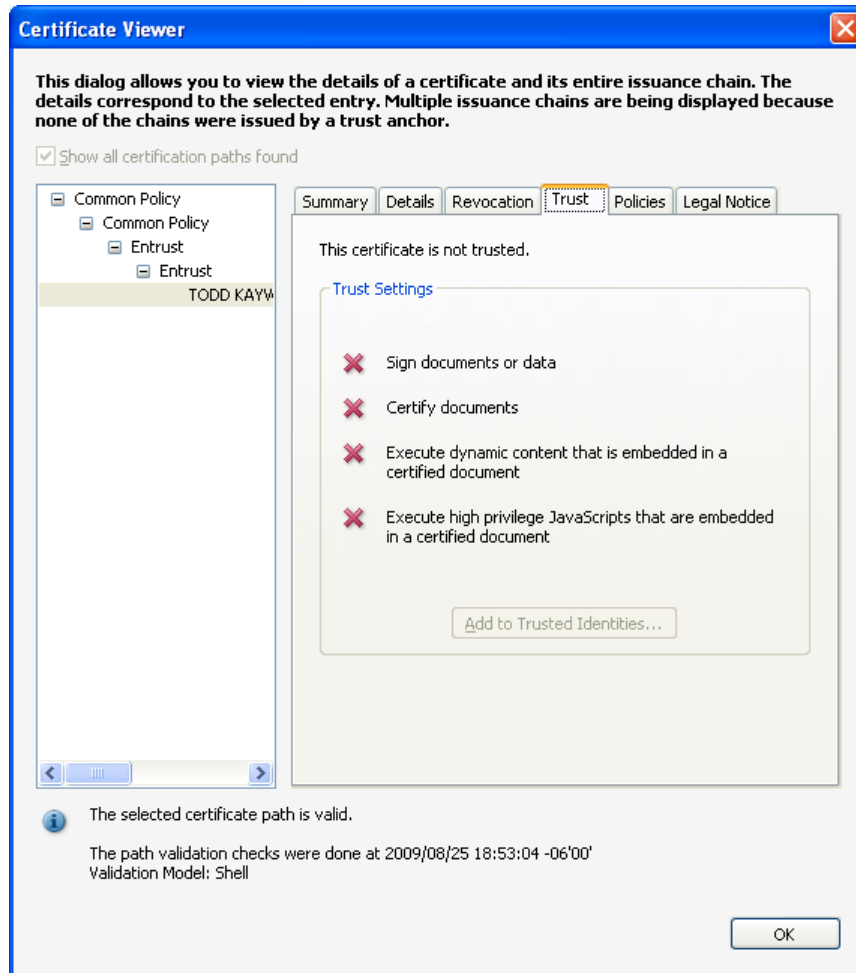 Certificate Viewer
This dialog allows you to view the details of a certificate and its entire issuance chain. The
details correspond to the selected entry. Multiple issuance chains are being displayed because
none of the chains were issued by a trust anchor.
Show all certification paths found
Common Policy
Common Policy
Entrust
Entrust
TODD KAYW
Summary Details Revocation Trust Policies Legal Notice
This certificate is not trusted.
Trust Settings
Sign documents or data
Certify documents
Execute dynamic content that is embedded in a
certified document
Execute high privilege JavaScripts that are embedded
in a certified document
Add to Trusted Identities...
The selected certificate path is valid.
The path validation checks were done at 2009/08/25 18:53:04 -06'00'
Validation Model: Shell
OK